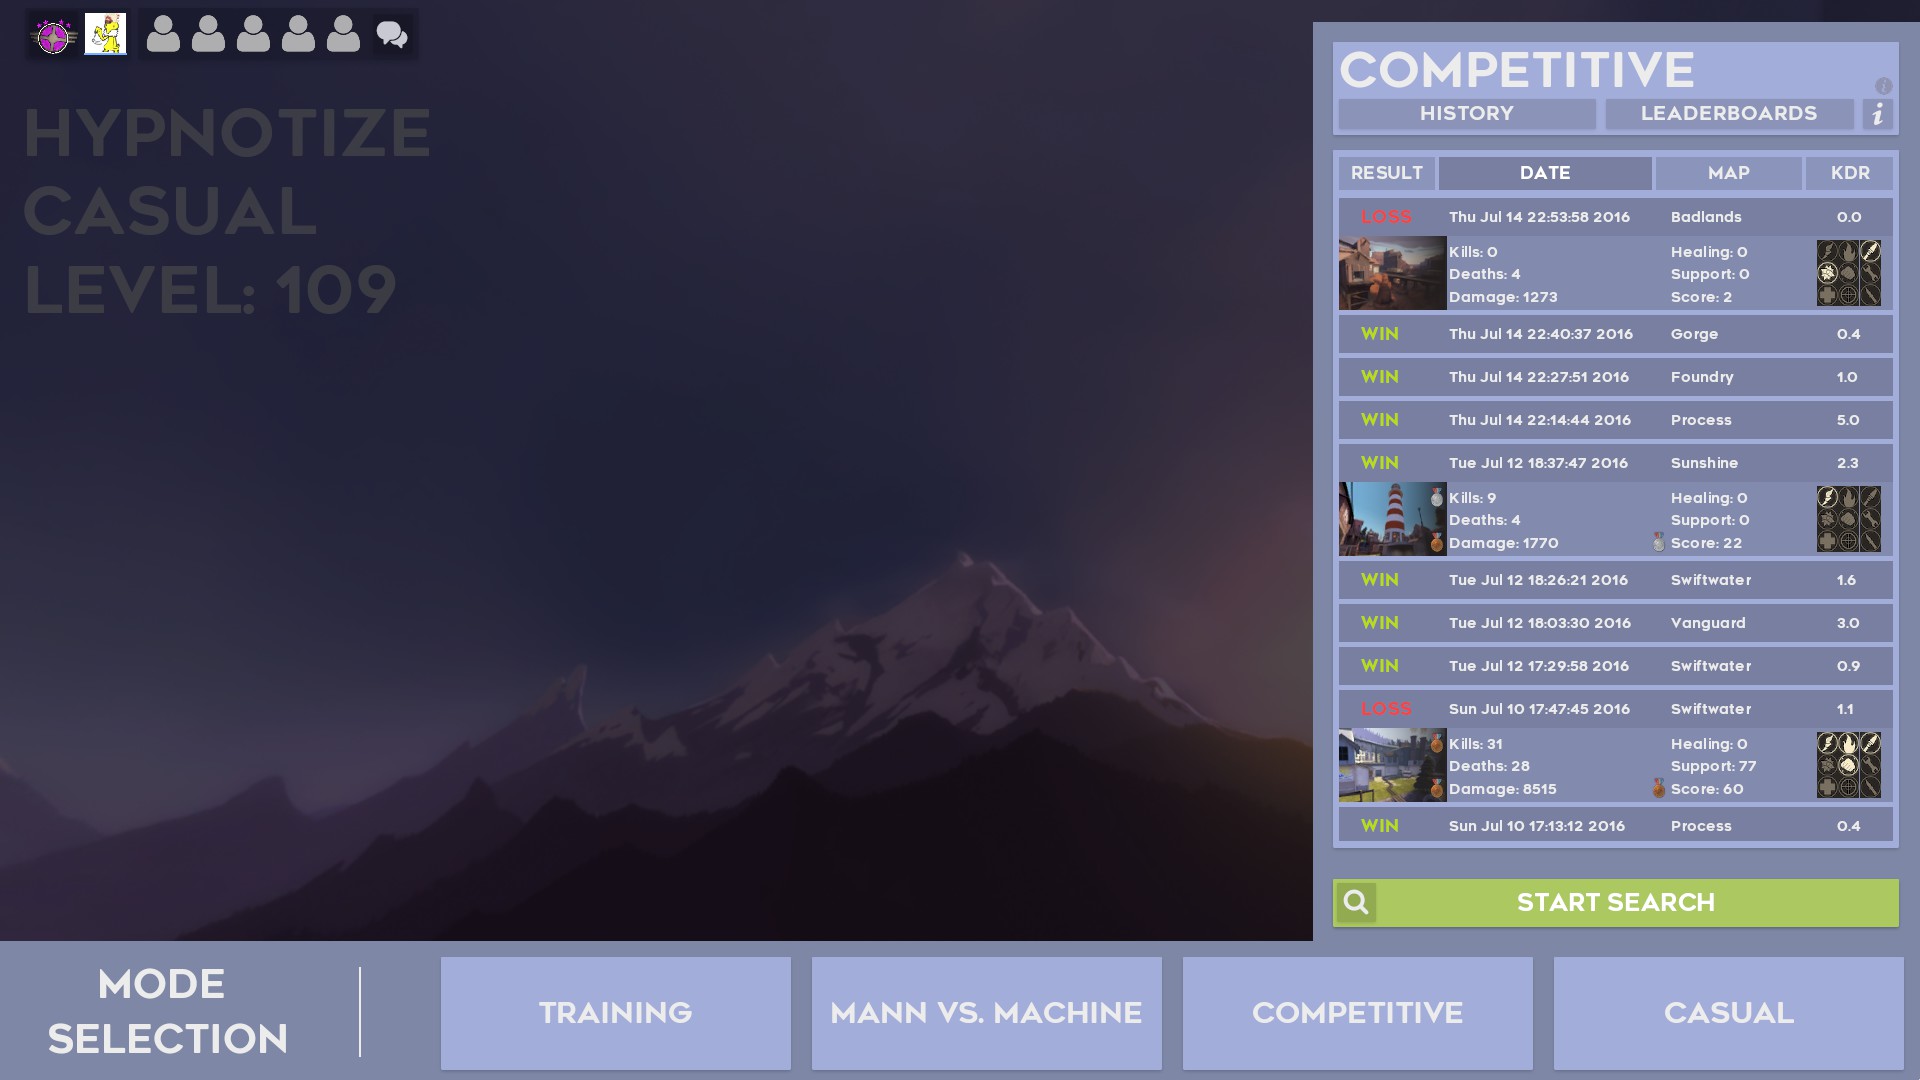 HYPNOTIZE
CASUAL
LEVEL: 109
COMPETITIVE
i
HISTORY LEADERBOARDS i
RESULT DATE MAP KDR
LOSS Thu Jul 14 22:53:58 2016 Badlands 0.0
Kills: 0 Healing: 0
Deaths: 4 Support: 0
Damage: 1273 Score: 2
WIN Thu Jul 14 22:40:37 2016 Gorge 0.4
WIN Thu Jul 14 22:27:51 2016 Foundry 1.0
WIN Thu Jul 14 22:14:44 2016 Process 5.0
WIN Tue Jul 12 18:37:47 2016 Sunshine 2.3
Kills: 9 Healing: 0
Deaths: 4 Support: 0
Damage: 1770 Score: 22
WIN Tue Jul 12 18:26:21 2016 Swiftwater 1.6
WIN Tue Jul 12 18:03:30 2016 Vanguard 3.0
WIN Tue Jul 12 17:29:58 2016 Swiftwater 0.9
LOSS Sun Jul 10 17:47:45 2016 Swiftwater 1.1
Kills: 31 Healing: 0
Deaths: 28 Support: 77
Damage: 8515 Score: 60
WIN Sun Jul 10 17:13:12 2016 Process 0.4
START SEARCH
MODE
SELECTION
TRAINING MANN VS. MACHINE COMPETITIVE CASUAL